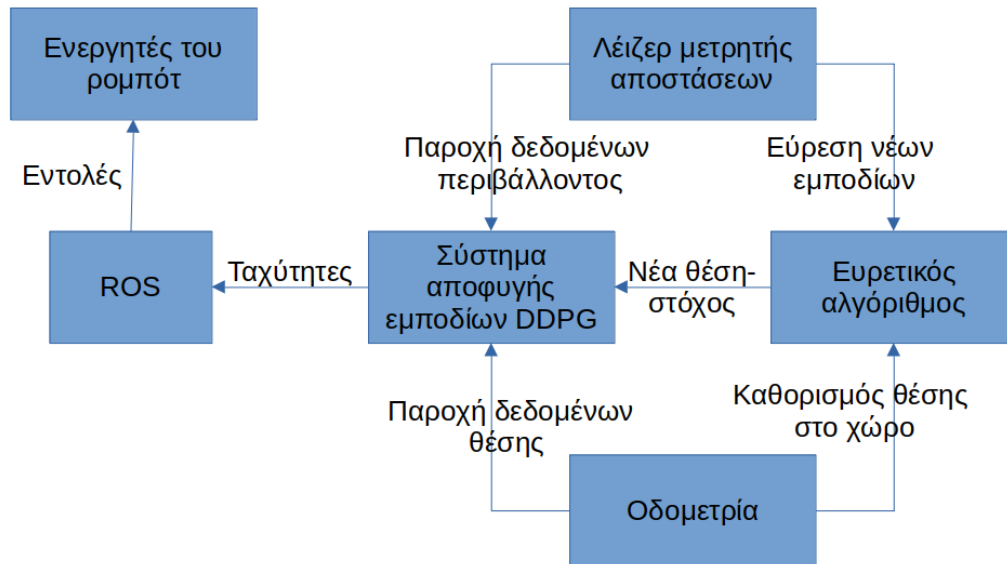 Ενεργητές του
ρομπότ
Λέιζερ μετρητής
αποστάσεων
Εντολές
Παροχή δεδομένων
περιβάλλοντος
Εύρεση νέων
εμποδίων
ROS
Ταχύτητες
Σύστημα
αποφυγής
εμποδίων DDPG
Νέα θέση-
στόχος
Ευρετικός
αλγόριθμος
Παροχή δεδομένων
θέσης
Καθορισμός θέσης
στο χώρο
Οδομετρία